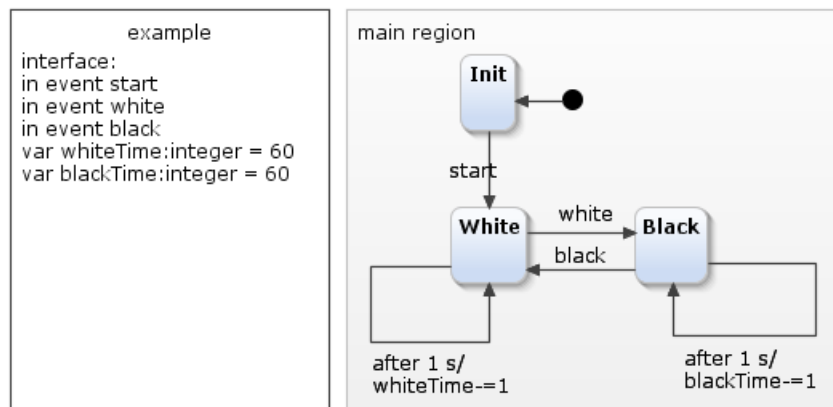 example
interface:
in event start
in event white
in event black
var whiteTime:integer = 60
var blackTime:integer = 60
main region
Init
start
White
white
Black
black
after 1 s/
whiteTime-=1
after 1 s/
blackTime-=1